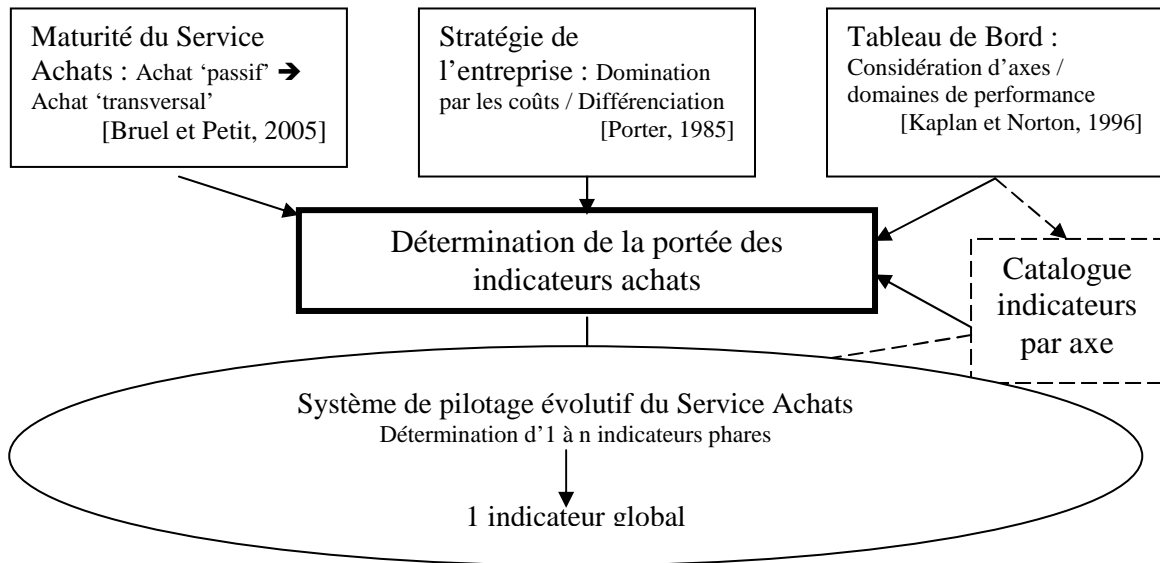 Maturité du Service
Achats : Achat ‘passif’ ➔
Achat ‘transversal’
[Bruel et Petit, 2005]
Stratégie de
l’entreprise : Domination
par les coûts / Différenciation
[Porter, 1985]
Tableau de Bord :
Considération d’axes /
domaines de performance
[Kaplan et Norton, 1996]
Détermination de la portée des
indicateurs achats
Catalogue
indicateurs
par axe
Système de pilotage évolutif du Service Achats
Détermination d’1 à n indicateurs phares
1 indicateur global